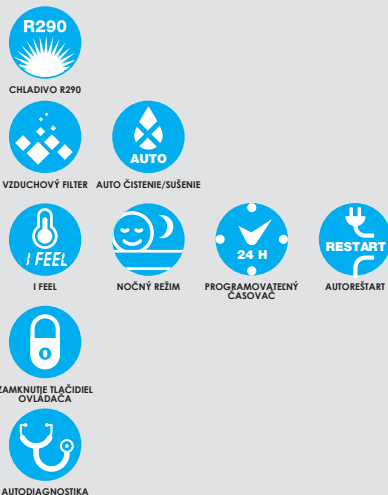 R290
CHLADIVO R290
AUTO
VZDUCHOVÝ FILTER
AUTO ČISTENIE/SUŠENIE
I FEEL
24 H
RESTART
I FEEL
NOČNÝ REŽIM
PROGRAMOVATEĽNÝ
ČASOVAČ
AUTOREŠTART
ZAMKNUTIE TLAČIDIEL
OVLÁDAČA
AUTODIAGNOSTIKA